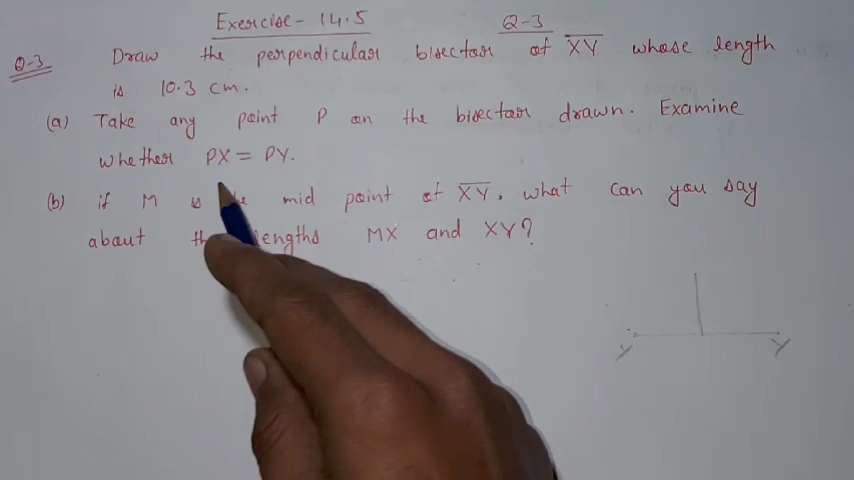 Exercise - 14.5 Q-3
Q-3 Draw the perpendicular bisector of XY whose length
is 10.3 cm.
(a) Take any point P on the bisector drawn. Examine
whether PX = PY.
(b) if M is mid point of XY. what can you say
about lengths MX and XY?
Y Y